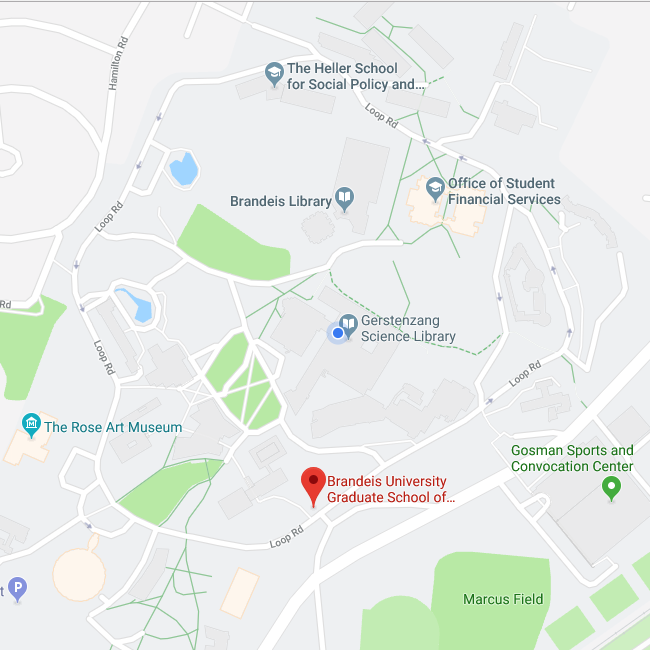 Hamilton Rd
The Heller School
for Social Policy and...
Loop Rd
Brandeis Library
Office of Student
Financial Services
Loop Rd
Rd
Gerstenzang
Science Library
Loop Rd
Loop Rd
The Rose Art Museum
Gosman Sports and
Convocation Center
Brandeis University
Graduate School of...
Loop Rd
P
t
Marcus Field